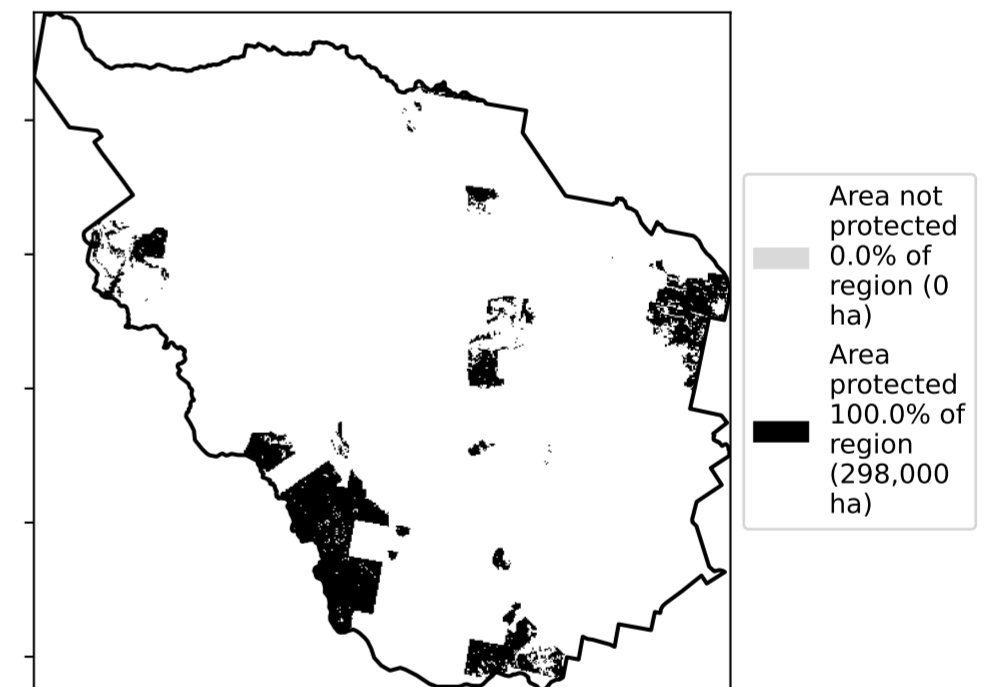 Area not
protected
0.0% of
region (0
ha)
Area
protected
100.0% of
region
(298,000
ha)